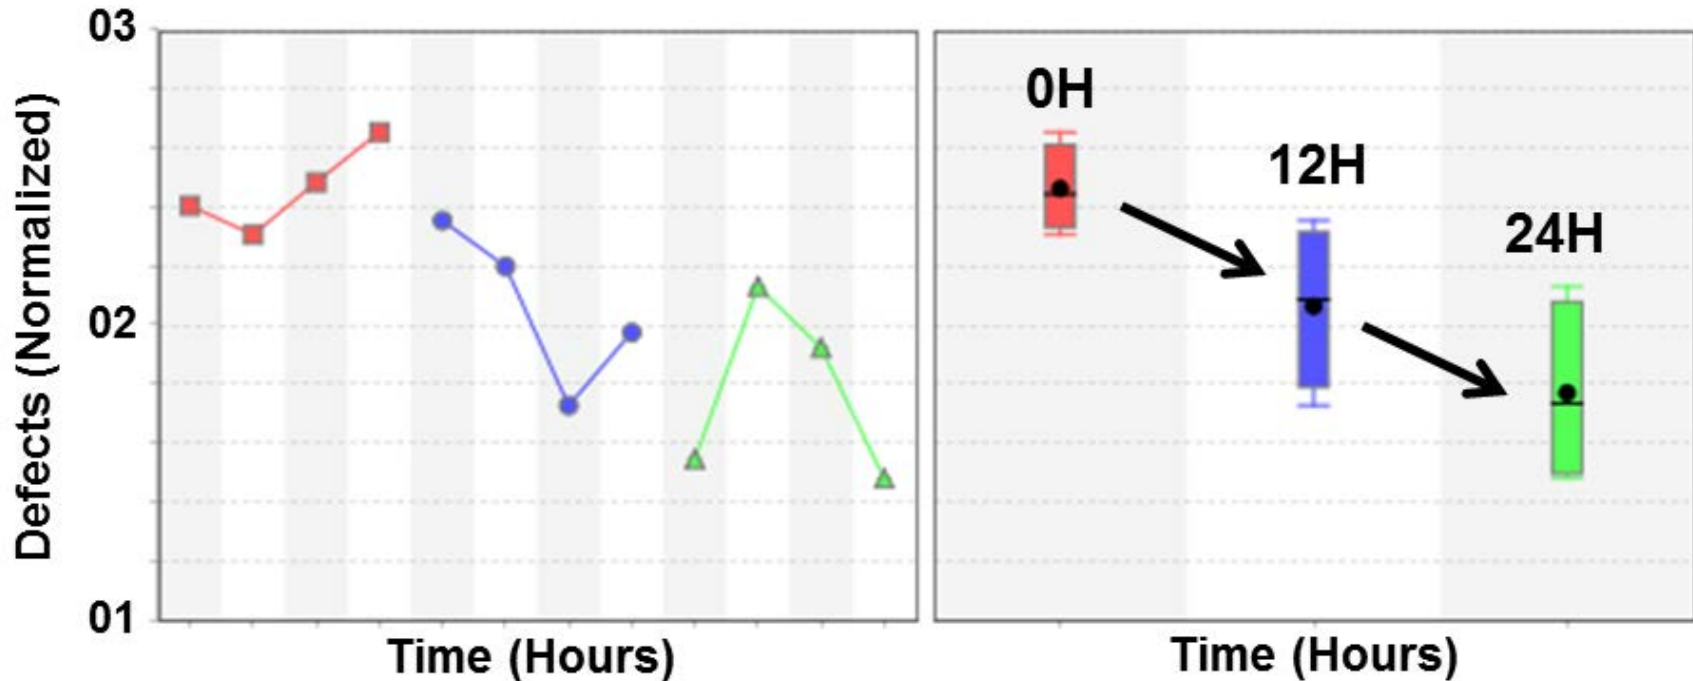 Defects (Normalized)
03
02
01
Time (Hours)
0H
12H
24H
Time (Hours)